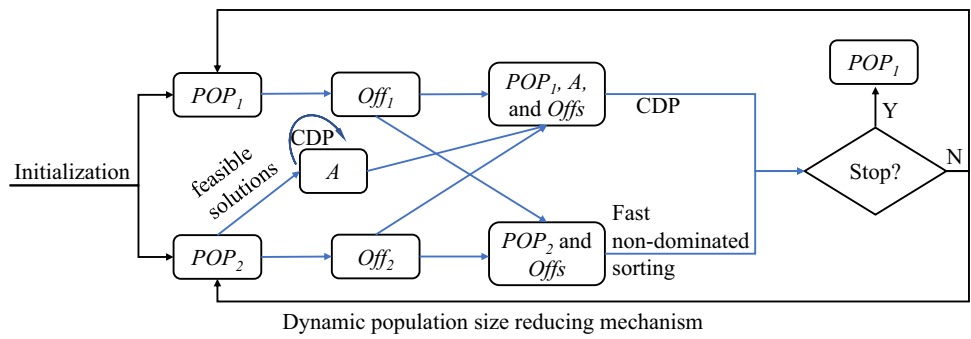 POP1
POP1
Off1
POP1, A,
and Offs
CDP
Y
CDP
Initialization
feasible
solutions
A
Stop?
N
POP2
Off2
POP2 and
Offs
Fast
non-dominated
sorting
Dynamic population size reducing mechanism